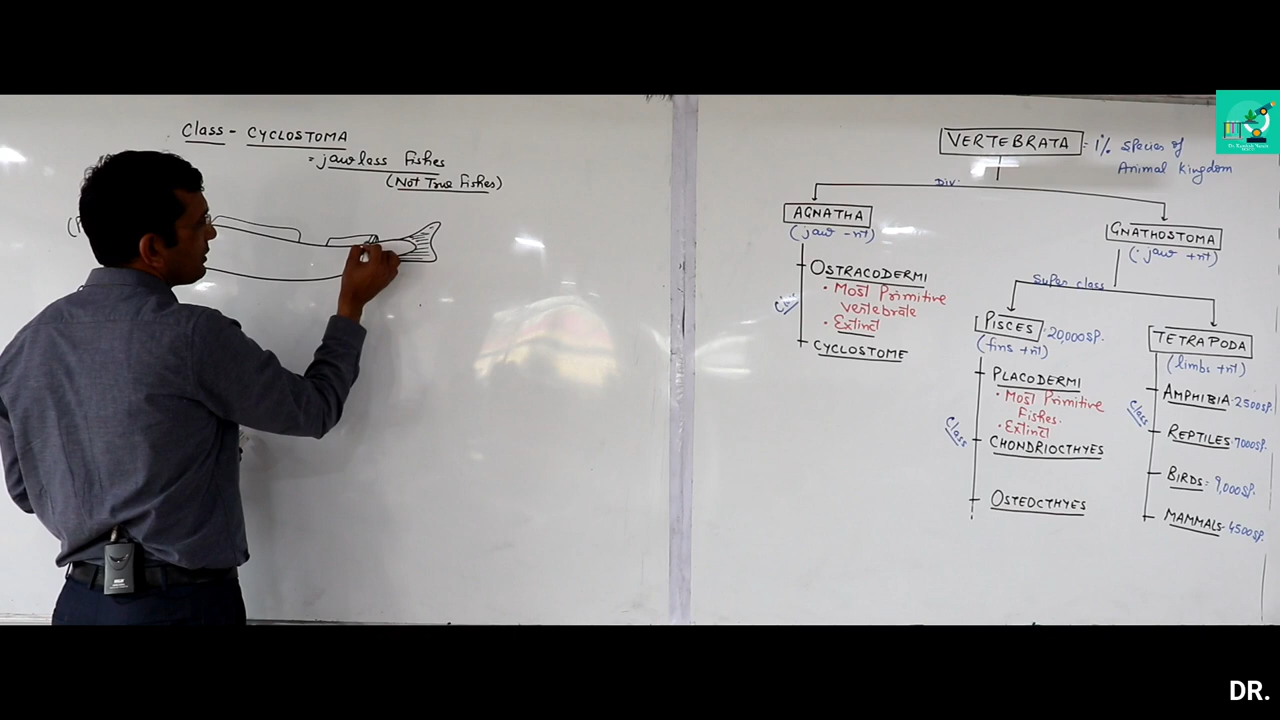 Class - CYCLOSTOMA
= jawless Fishes
(Not True Fishes)
VERTEBRATA = 1% Species of
Animal Kingdom
Div.
AGNATHA
(jaw -nt)
GNATHOSTOMA
(jaw +nt)
OSTRACODERMI
• Most Primitive
vertebrate
• Extinct
CYCLOSTOME
Super class
PISCES 20,000 SP.
(fins +nt)
PLACODERMI
• Most Primitive
Fishes.
• Extinct
Class
CHONDRIOCTHYES
OSTEOCTHYES
TETRAPODA
(limbs +nt)
AMPHIBIA - 2500 SP.
Class
REPTILES - 7000 SP.
BIRDS = 9,000 SP.
MAMMALS - 4500 SP.
DR.